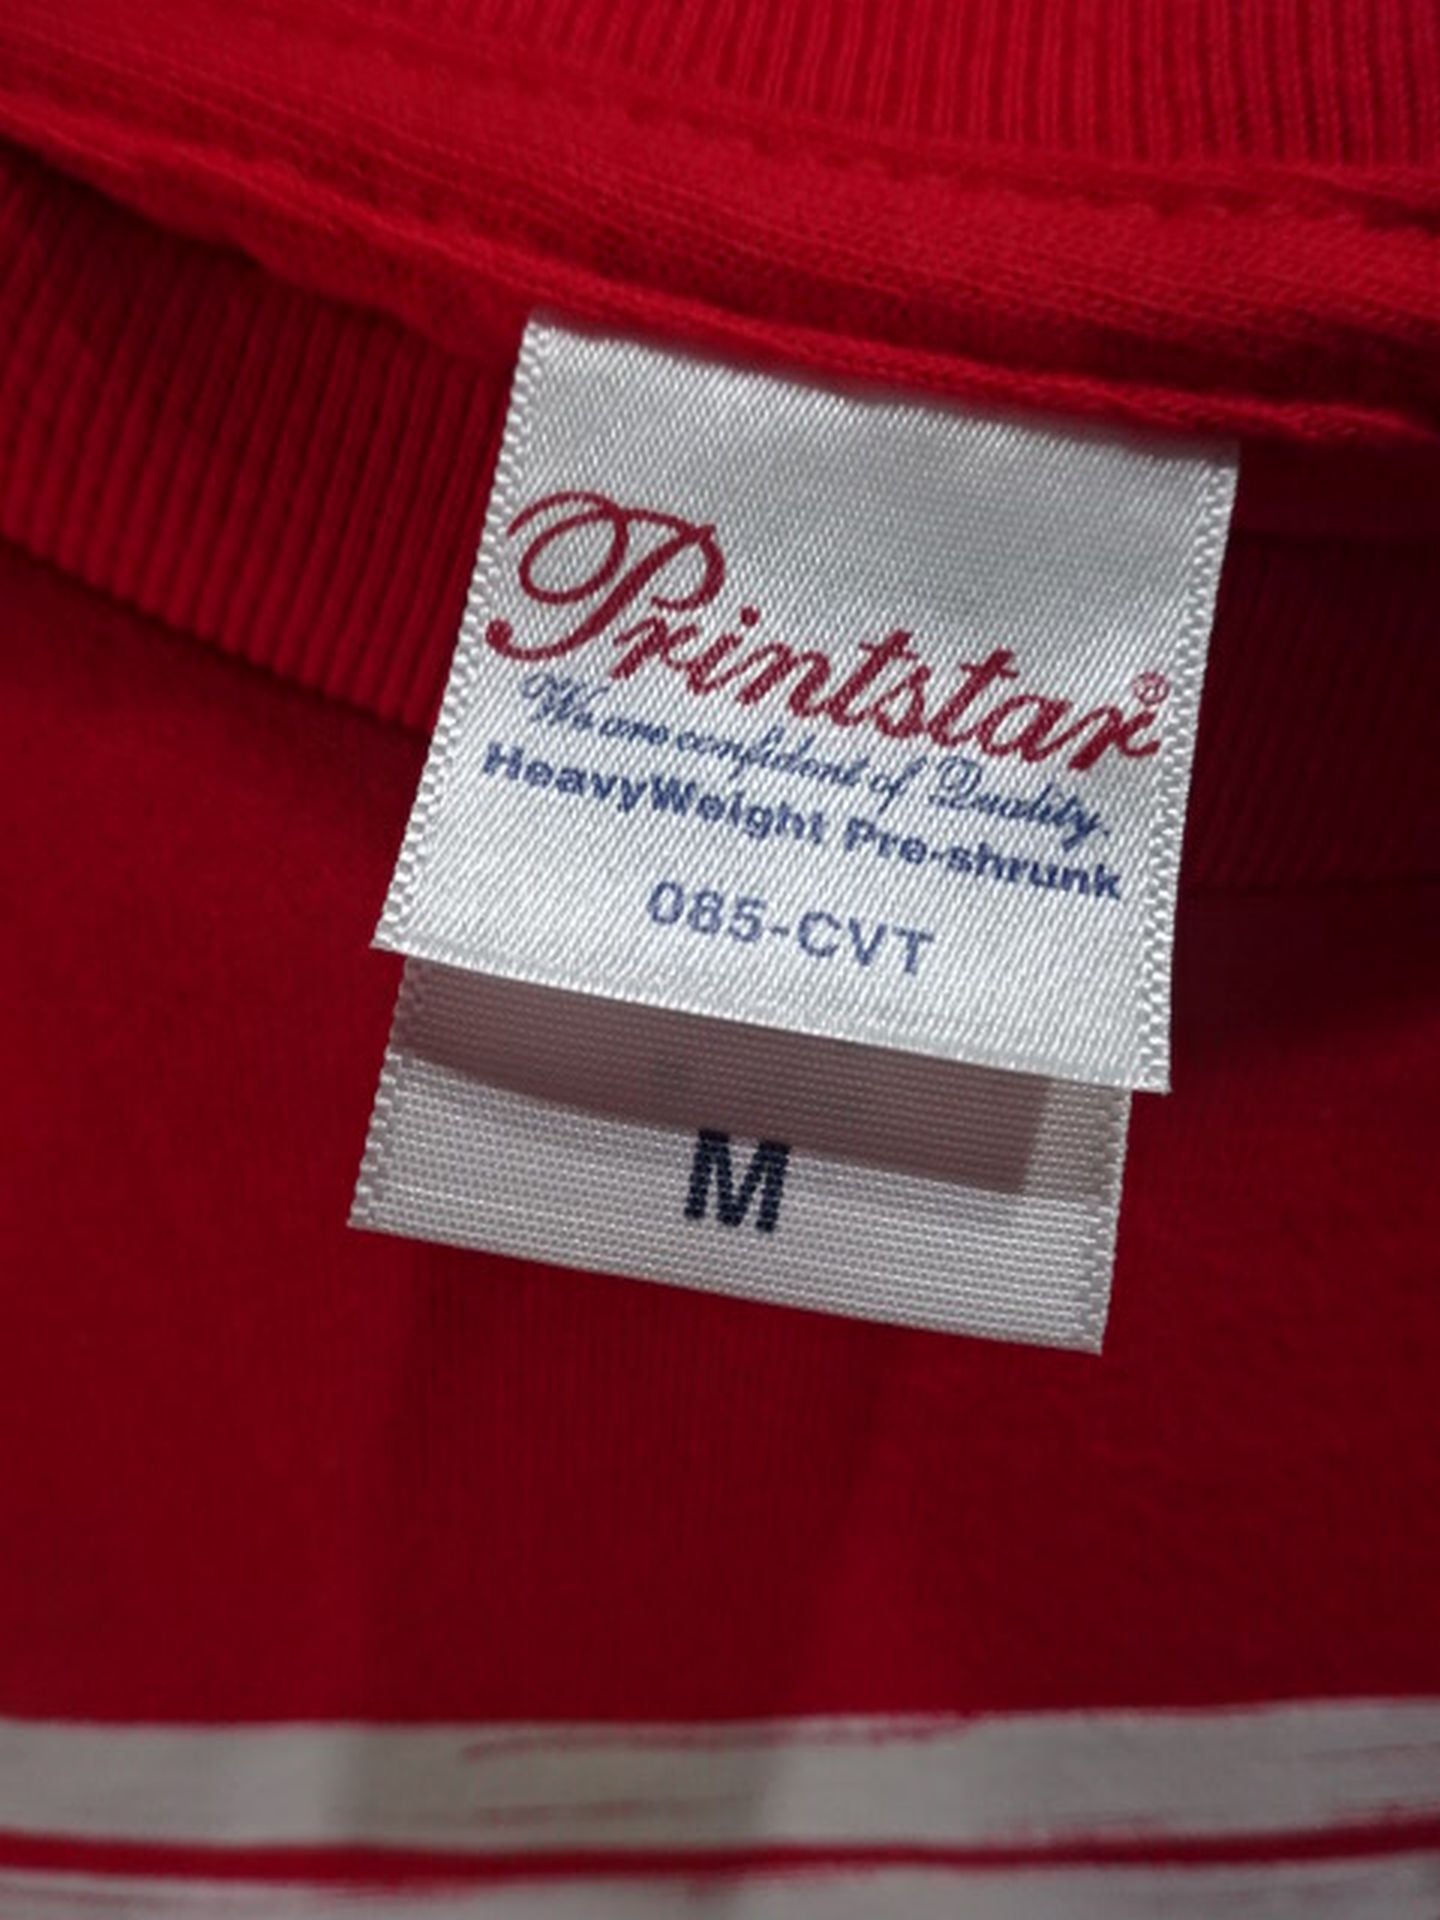 Printstar®
We are confident of Quality.
HeavyWeight Pre-shrunk
085-CVT
M